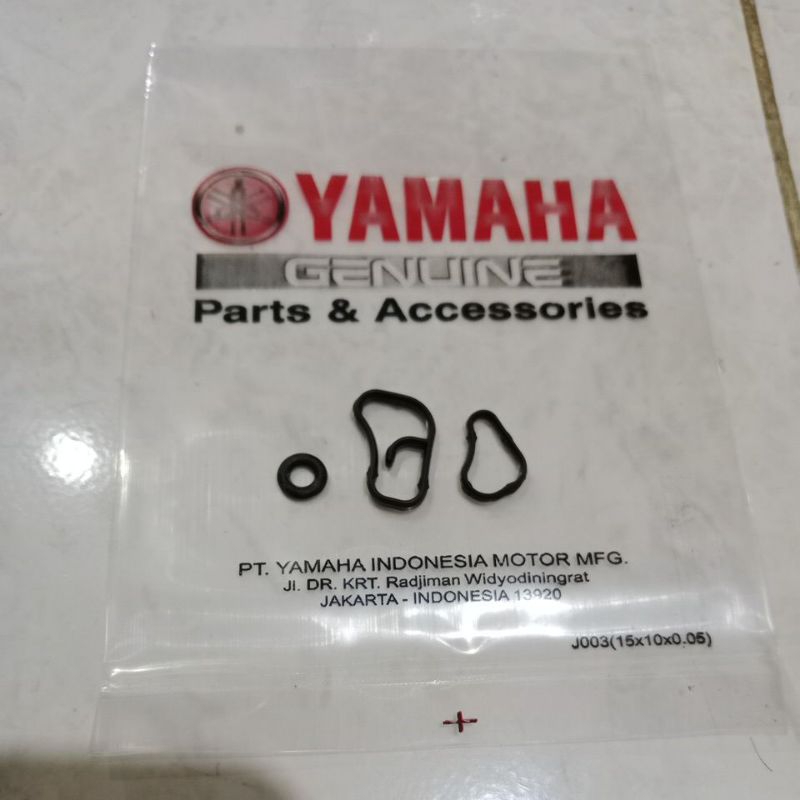 YAMAHA
GENUINE
Parts & Accessories
PT. YAMAHA INDONESIA MOTOR MFG.
Jl. DR. KRT. Radjiman Widyodiningrat
JAKARTA - INDONESIA 13920
J003(15x10x0.05)